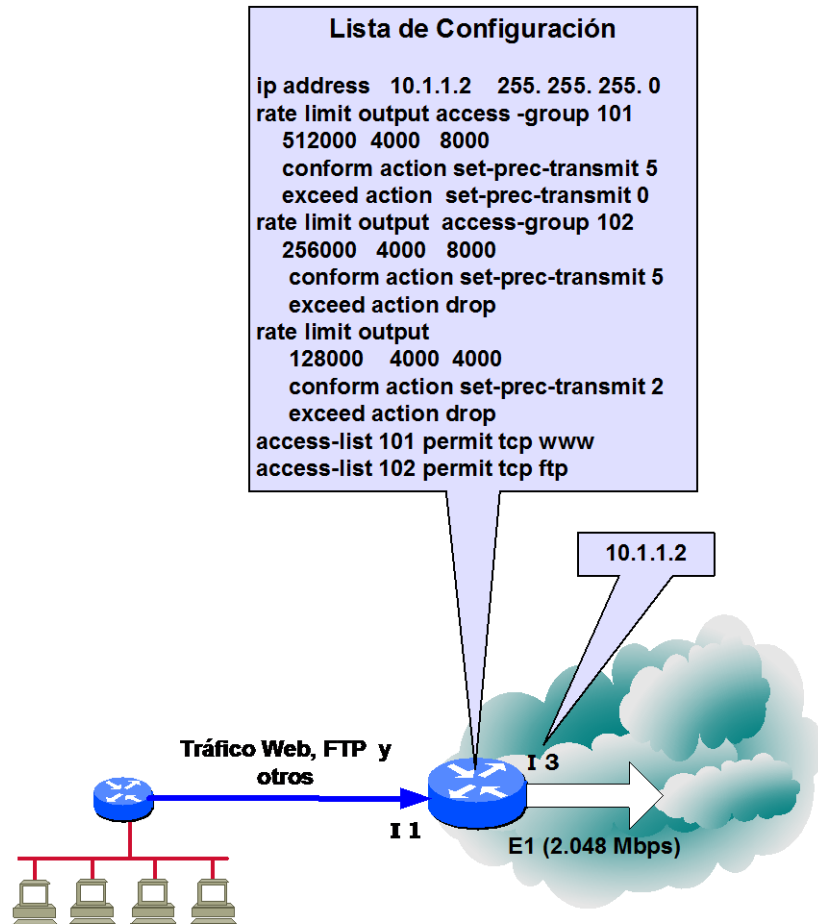 Lista de Configuración
ip address 10.1.1.2 255. 255. 255. 0
rate limit output access -group 101
512000 4000 8000
conform action set-prec-transmit 5
exceed action set-prec-transmit 0
rate limit output access-group 102
256000 4000 8000
conform action set-prec-transmit 5
exceed action drop
rate limit output
128000 4000 4000
conform action set-prec-transmit 2
exceed action drop
access-list 101 permit tcp www
access-list 102 permit tcp ftp
10.1.1.2
Tráfico Web, FTP y
otros
I 3
I 1
E1 (2.048 Mbps)